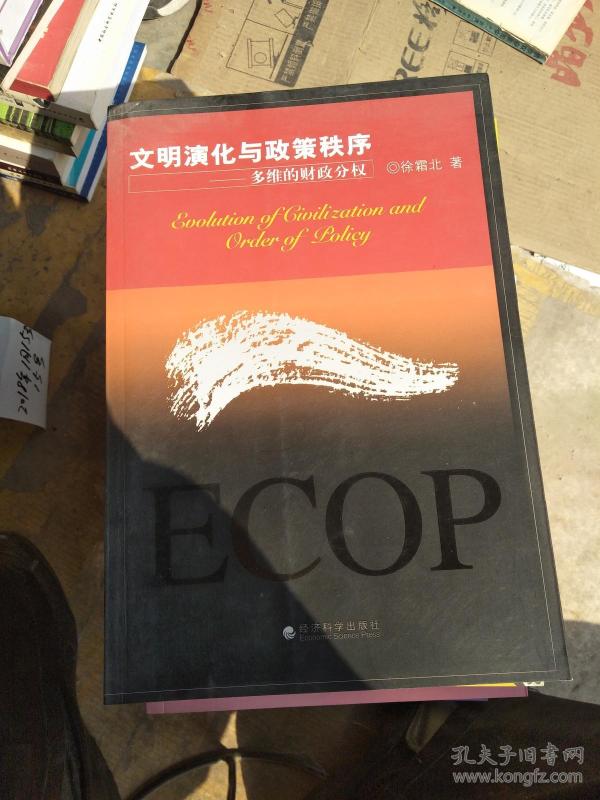 文明演化与政策秩序
——多维的财政分权
◎徐霜北 著
Evolution of Civilization and
Order of Policy
ECOP
经济科学出版社
Economic Science Press
孔夫子旧书网
www.kongfz.com